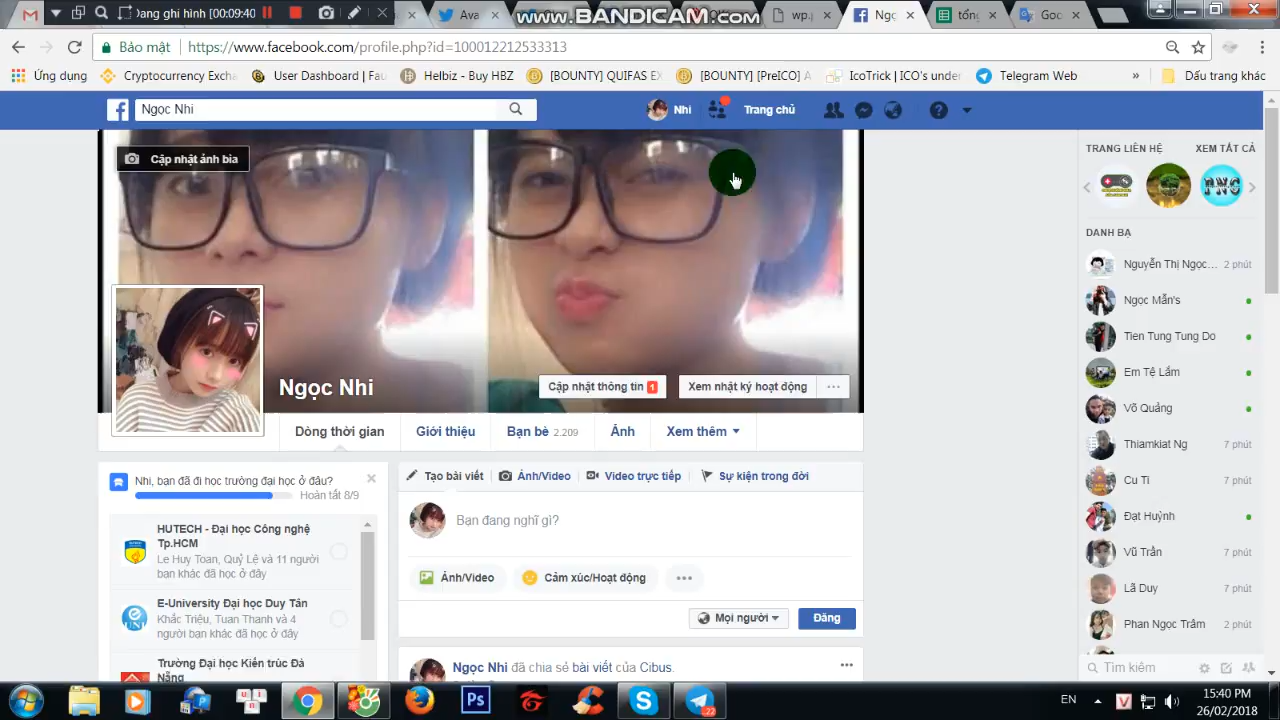 Đang ghi hình [00:09:40]
Ava
www.BANDICAM.com
wp.j
Ngọ
tổn
Goc
Bảo mật
https://www.facebook.com/profile.php?id=100012212533313
Ứng dụng
Cryptocurrency Excha
User Dashboard | Fau
Helbiz - Buy HBZ
[BOUNTY] QUIFAS EX
[BOUNTY] [PreICO] A
IcoTrick | ICO's under
Telegram Web
»
Dấu trang khác
Ngọc Nhi
Nhi
Trang chủ
Cập nhật ảnh bìa
Ngọc Nhi
Cập nhật thông tin 1
Xem nhật ký hoạt động
Dòng thời gian
Giới thiệu
Bạn bè 2.209
Ảnh
Xem thêm
Nhi, bạn đã đi học trường đại học ở đâu?
Hoàn tất 8/9
HUTECH - Đại học Công nghệ
Tp.HCM
Le Huy Toan, Quỷ Lệ và 11 người
bạn khác đã học ở đây
E-University Đại học Duy Tân
Khắc Triệu, Tuan Thanh và 4
người bạn khác đã học ở đây
Trường Đại học Kiến trúc Đà
Nẵng
Tạo bài viết
Ảnh/Video
Video trực tiếp
Sự kiện trong đời
Bạn đang nghĩ gì?
Ảnh/Video
Cảm xúc/Hoạt động
Mọi người
Đăng
Ngọc Nhi đã chia sẻ bài viết của Cibus.
TRANG LIÊN HỆ
XEM TẤT CẢ
PNG
DANH BẠ
Nguyễn Thị Ngọc... 2 phút
Ngọc Mẫn's
Tien Tung Tung Do
Em Tệ Lắm
Võ Quảng
Thiamkiat Ng 7 phút
Cu Ti 7 phút
Đạt Huỳnh
Vũ Trần 7 phút
Lã Duy 7 phút
Phan Ngọc Trâm 2 phút
Tìm kiếm
Ps
22
EN
15:40 PM
26/02/2018